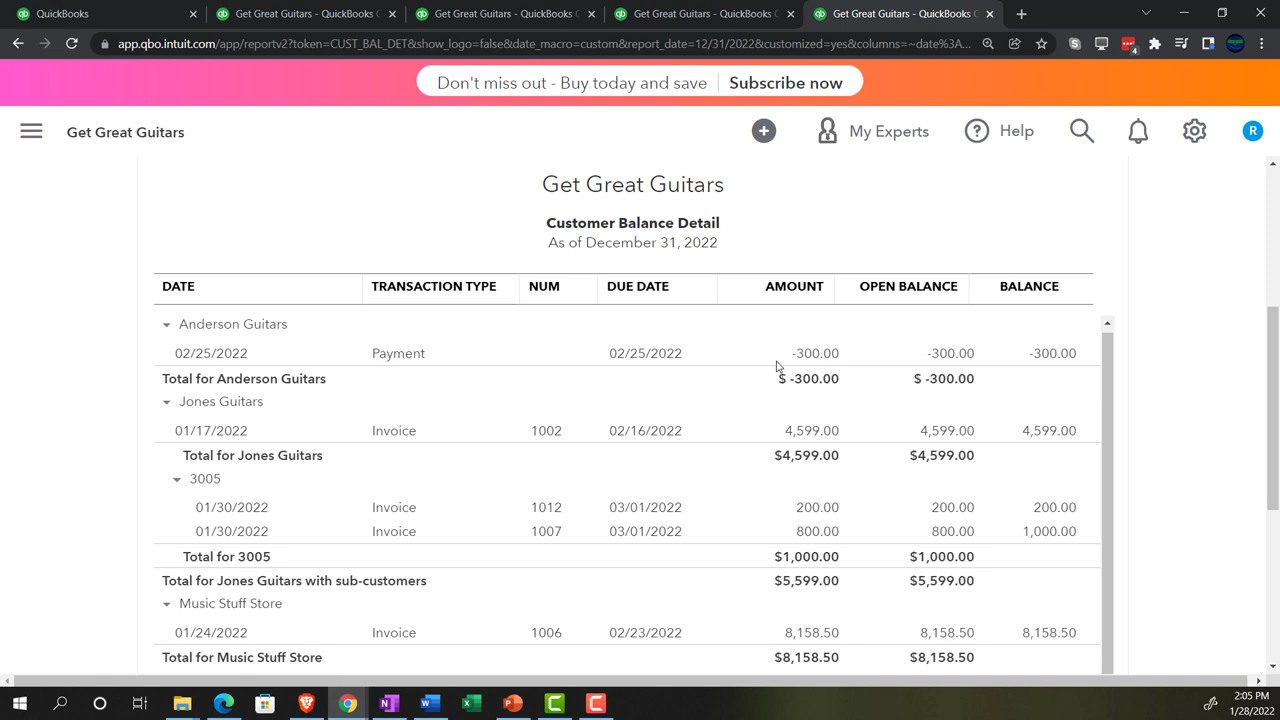 QuickBooks
Get Great Guitars - QuickBooks C
Get Great Guitars - QuickBooks C
Get Great Guitars - QuickBooks C
Get Great Guitars - QuickBooks C
app.qbo.intuit.com/app/reportv2?token=CUST_BAL_DET&show_logo=false&date_macro=custom&report_date=12/31/2022&customized=yes&columns=~date%3A...
4
Don't miss out - Buy today and save Subscribe now
Get Great Guitars My Experts Help R
Get Great Guitars
Customer Balance Detail
As of December 31, 2022
DATE TRANSACTION TYPE NUM DUE DATE AMOUNT OPEN BALANCE BALANCE
Anderson Guitars
02/25/2022 Payment 02/25/2022 -300.00 -300.00 -300.00
Total for Anderson Guitars $ -300.00 $ -300.00
Jones Guitars
01/17/2022 Invoice 1002 02/16/2022 4,599.00 4,599.00 4,599.00
Total for Jones Guitars $4,599.00 $4,599.00
3005
01/30/2022 Invoice 1012 03/01/2022 200.00 200.00 200.00
01/30/2022 Invoice 1007 03/01/2022 800.00 800.00 1,000.00
Total for 3005 $1,000.00 $1,000.00
Total for Jones Guitars with sub-customers $5,599.00 $5,599.00
Music Stuff Store
01/24/2022 Invoice 1006 02/23/2022 8,158.50 8,158.50 8,158.50
Total for Music Stuff Store $8,158.50 $8,158.50
2:05 PM
1/28/2022